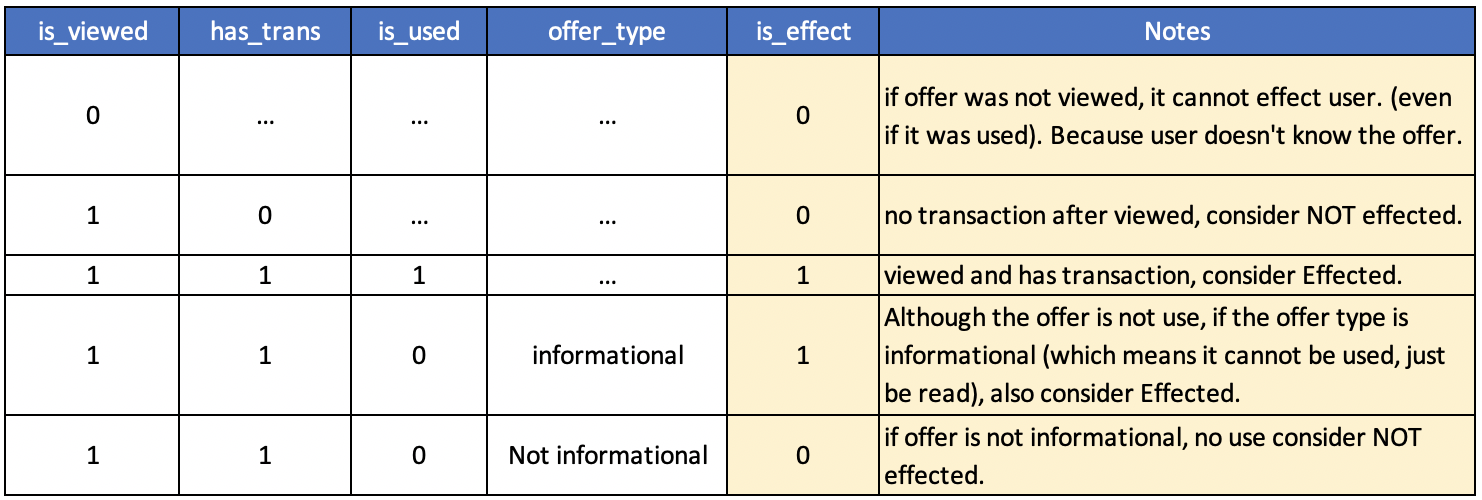 is_viewed has_trans is_used offer_type is_effect Notes
0 ... ... ... 0 if offer was not viewed, it cannot effect user. (even
if it was used). Because user doesn't know the offer.
1 0 ... ... 0 no transaction after viewed, consider NOT effected.
1 1 1 ... 1 viewed and has transaction, consider Effected.
1 1 0 informational 1 Although the offer is not use, if the offer type is
informational (which means it cannot be used, just
be read), also consider Effected.
1 1 0 Not informational 0 if offer is not informational, no use consider NOT
effected.